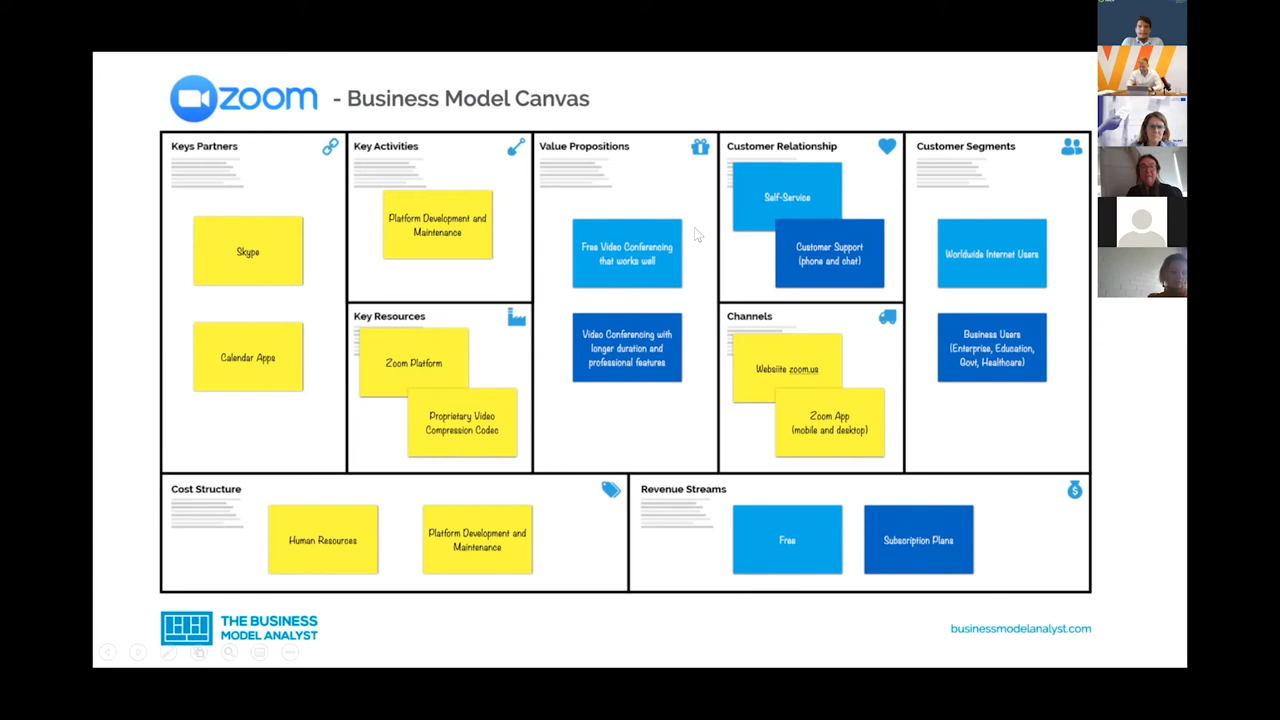 zoom - Business Model Canvas
Keys Partners
Skype
Calendar Apps
Key Activities
Platform Development and
Maintenance
Key Resources
Zoom Platform
Proprietary Video
Compression Codec
Value Propositions
Free Video Conferencing
that works well
Video Conferencing with
longer duration and
professional features
Customer Relationship
Self-Service
Customer Support
(phone and chat)
Channels
Websiite zoom.us
Zoom App
(mobile and desktop)
Customer Segments
Worldwide Internet Users
Business Users
(Enterprise, Education,
Govt, Healthcare)
Cost Structure
Human Resources
Platform Development and
Maintenance
Revenue Streams
Free
Subscription Plans
THE BUSINESS
MODEL ANALYST
businessmodelanalyst.com